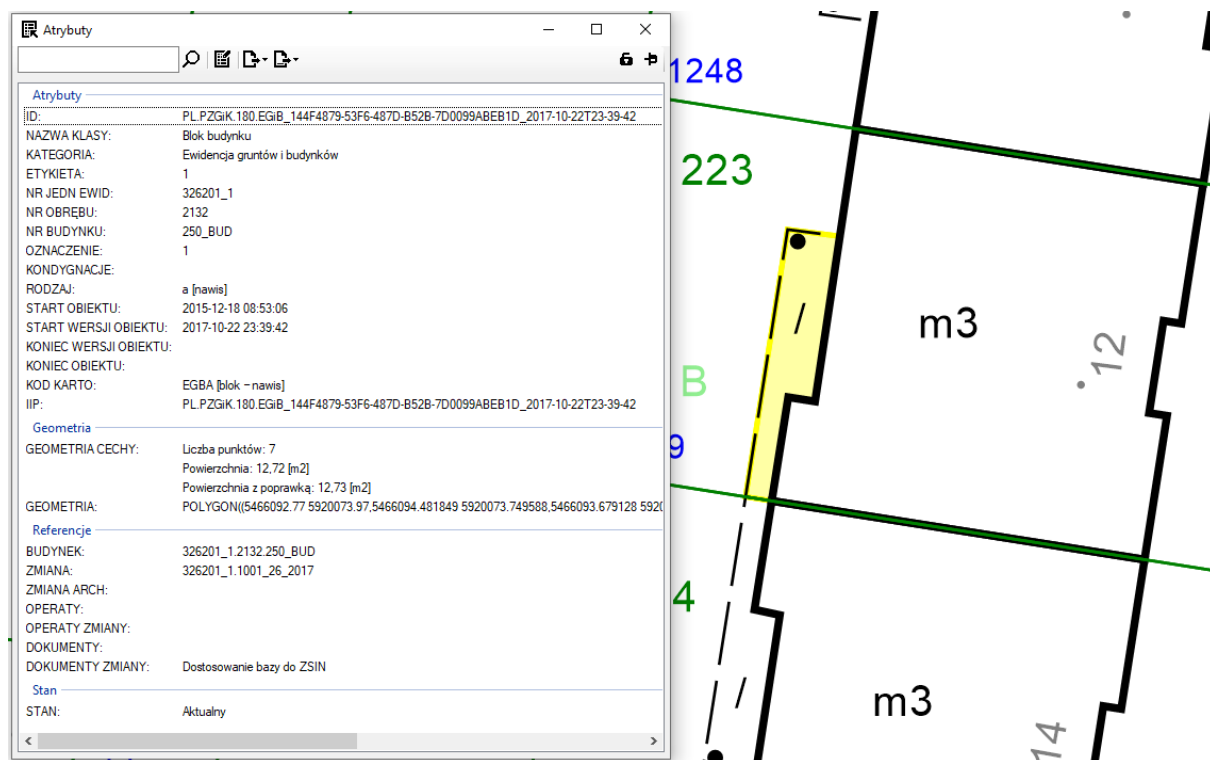 Atrybuty
Atrybuty
ID: PL.PZGiK.180.EGiB_144F4879-53F6-487D-B52B-7D0099ABEB1D_2017-10-22T23-39-42
NAZWA KLASY: Blok budynku
KATEGORIA: Ewidencja gruntów i budynków
ETYKIETA: 1
NR JEDN EWID: 326201_1
NR OBRĘBU: 2132
NR BUDYNKU: 250_BUD
OZNACZENIE: 1
KONDYGNACJE:
RODZAJ: a [nawis]
START OBIEKTU: 2015-12-18 08:53:06
START WERSJI OBIEKTU: 2017-10-22 23:39:42
KONIEC WERSJI OBIEKTU:
KONIEC OBIEKTU:
KOD KARTO: EGBA [blok – nawis]
IIP: PL.PZGiK.180.EGiB_144F4879-53F6-487D-B52B-7D0099ABEB1D_2017-10-22T23-39-42
Geometria
GEOMETRIA CECHY: Liczba punktów: 7
Powierzchnia: 12,72 [m2]
Powierzchnia z poprawką: 12,73 [m2]
GEOMETRIA: POLYGON((5466092.77 5920073.97,5466094.481849 5920073.749588,5466093.679128 592
Referencje
BUDYNEK: 326201_1.2132.250_BUD
ZMIANA: 326201_1.1001_26_2017
ZMIANA ARCH:
OPERATY:
OPERATY ZMIANY:
DOKUMENTY:
DOKUMENTY ZMIANY: Dostosowanie bazy do ZSIN
Stan
STAN: Aktualny
1248
223
m3
12
B
9
4
m3
14